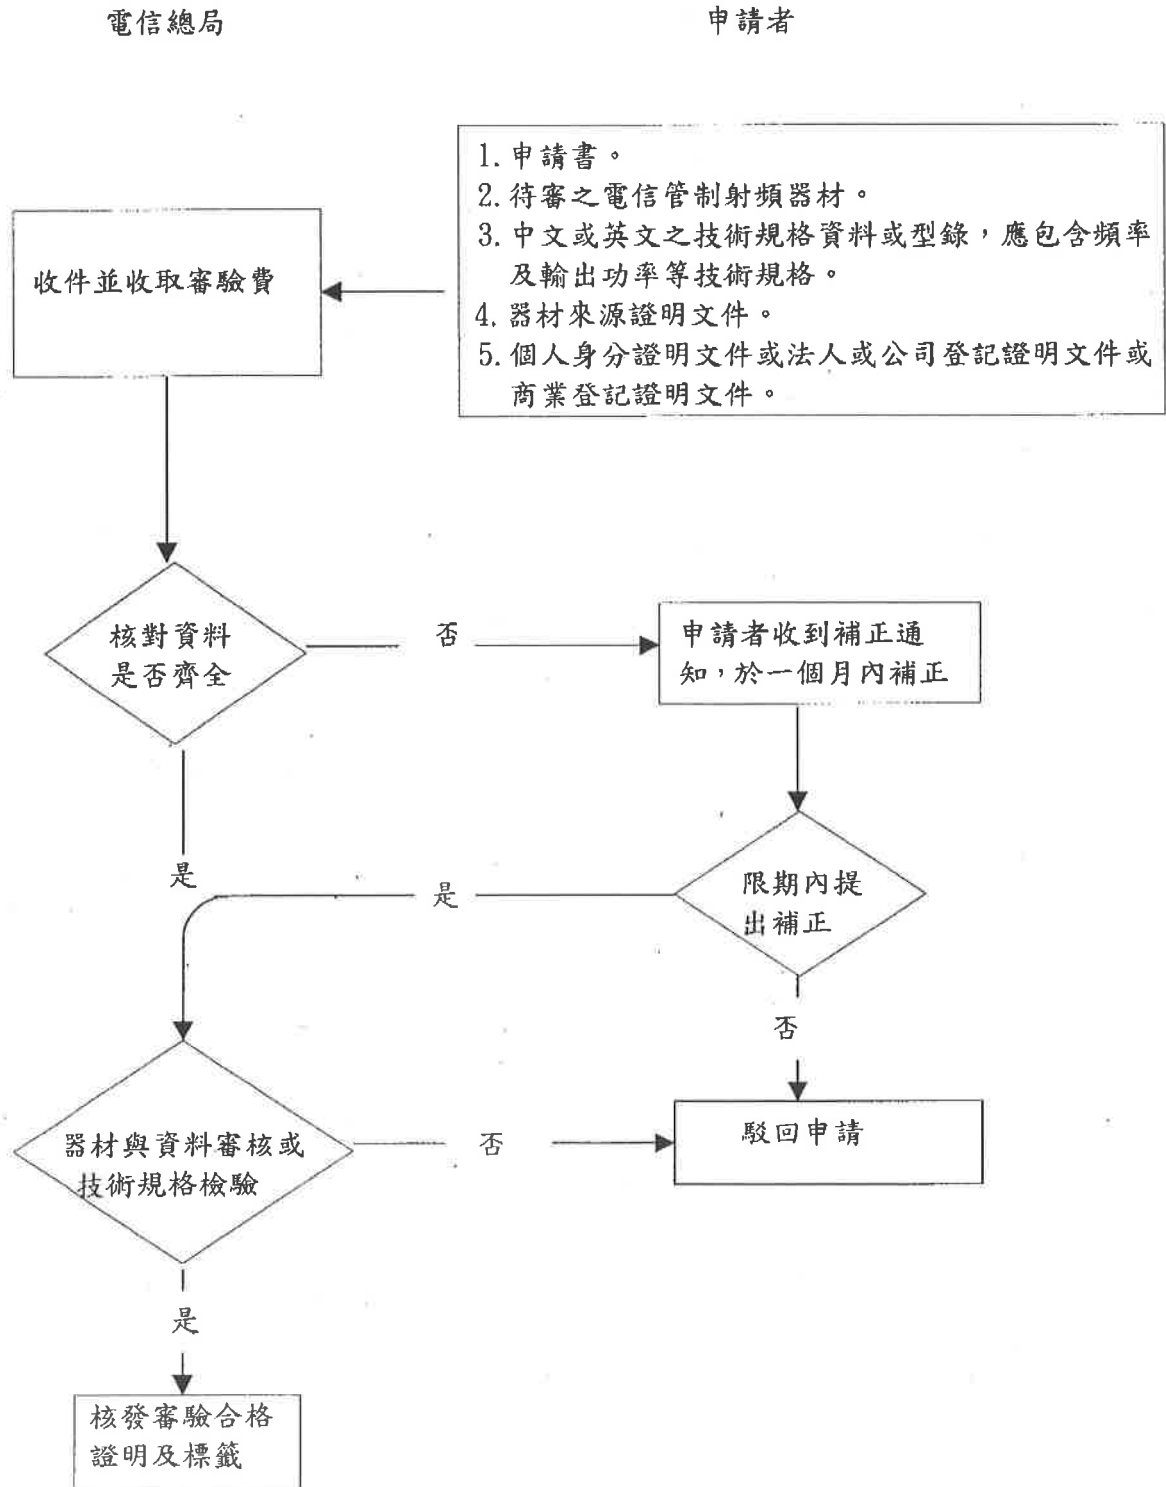 電信總局
申請者
1. 申請書。
2. 待審之電信管制射頻器材。
3. 中文或英文之技術規格資料或型錄，應包含頻率
及輸出功率等技術規格。
4. 器材來源證明文件。
5. 個人身分證明文件或法人或公司登記證明文件或
商業登記證明文件。
收件並收取審驗費
核對資料
是否齊全
否
申請者收到補正通
知，於一個月內補正
是
是
限期內提
出補正
否
器材與資料審核或
技術規格檢驗
否
駁回申請
是
核發審驗合格
證明及標籤